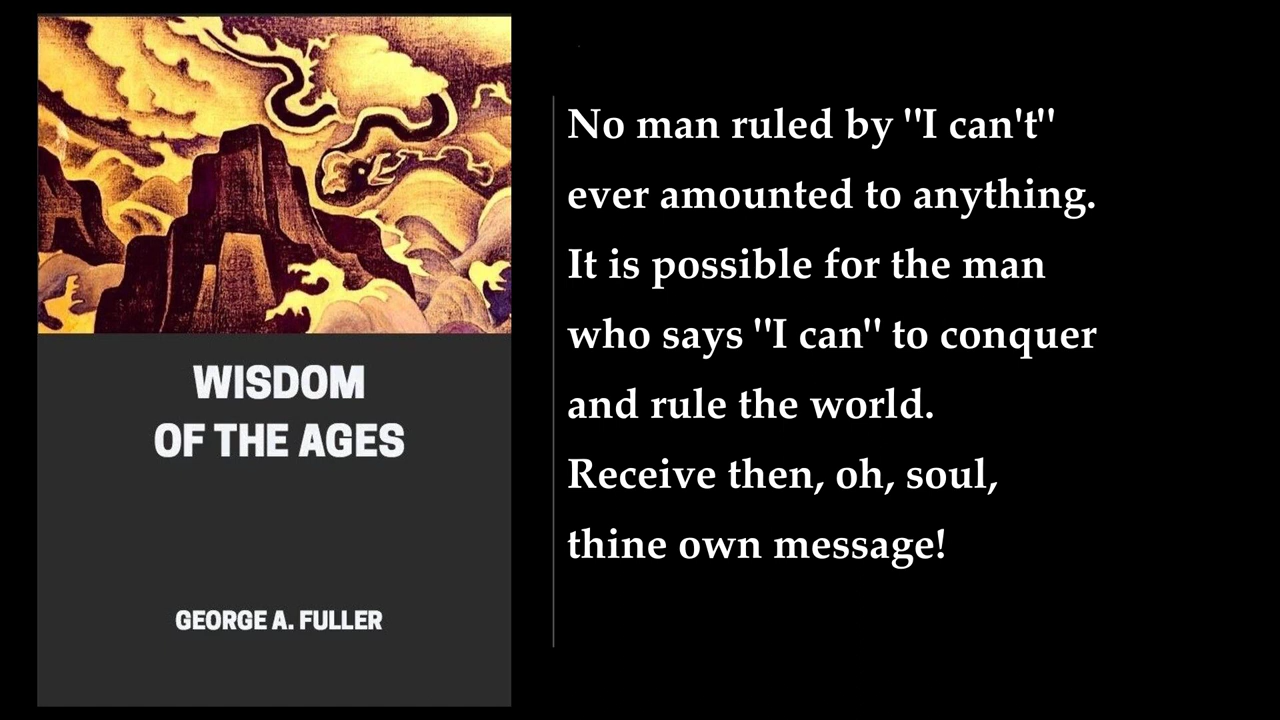 WISDOM
OF THE AGES
GEORGE A. FULLER
No man ruled by "I can't"
ever amounted to anything.
It is possible for the man
who says "I can" to conquer
and rule the world.
Receive then, oh, soul,
thine own message!